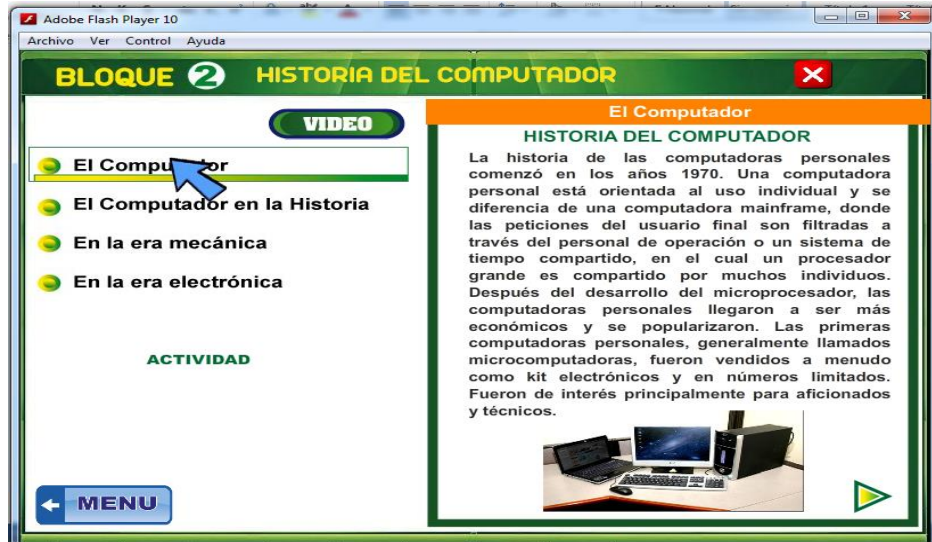 Adobe Flash Player 10
Archivo Ver Control Ayuda
BLOQUE 2 HISTORIA DEL COMPUTADOR
VIDEO
El Computador
El Computador en la Historia
En la era mecánica
En la era electrónica
ACTIVIDAD
MENU
El Computador
HISTORIA DEL COMPUTADOR
La historia de las computadoras personales
comenzó en los años 1970. Una computadora
personal está orientada al uso individual y se
diferencia de una computadora mainframe, donde
las peticiones del usuario final son filtradas a
través del personal de operación o un sistema de
tiempo compartido, en el cual un procesador
grande es compartido por muchos individuos.
Después del desarrollo del microprocesador, las
computadoras personales llegaron a ser más
económicos y se popularizaron. Las primeras
computadoras personales, generalmente llamados
microcomputadoras, fueron vendidos a menudo
como kit electrónicos y en números limitados.
Fueron de interés principalmente para aficionados
y técnicos.